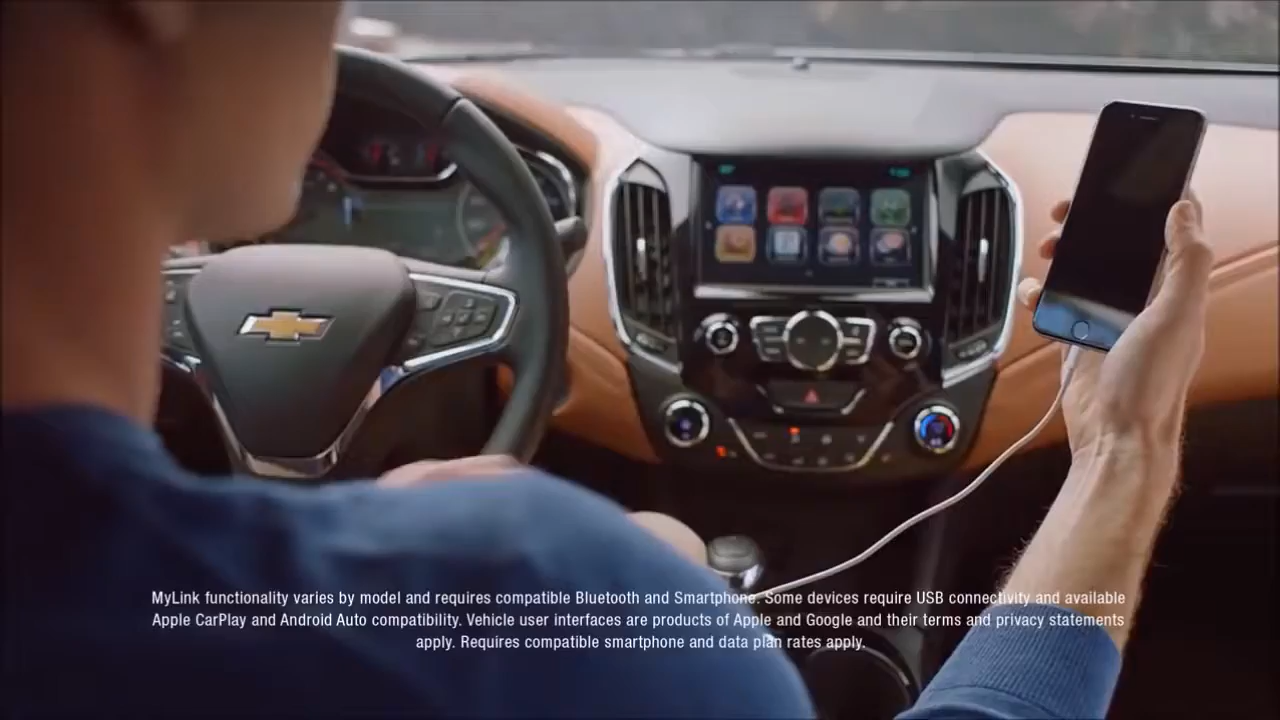 MyLink functionality varies by model and requires compatible Bluetooth and Smartphone. Some devices require USB connectivity and available
Apple CarPlay and Android Auto compatibility. Vehicle user interfaces are products of Apple and Google and their terms and privacy statements
apply. Requires compatible smartphone and data plan rates apply.